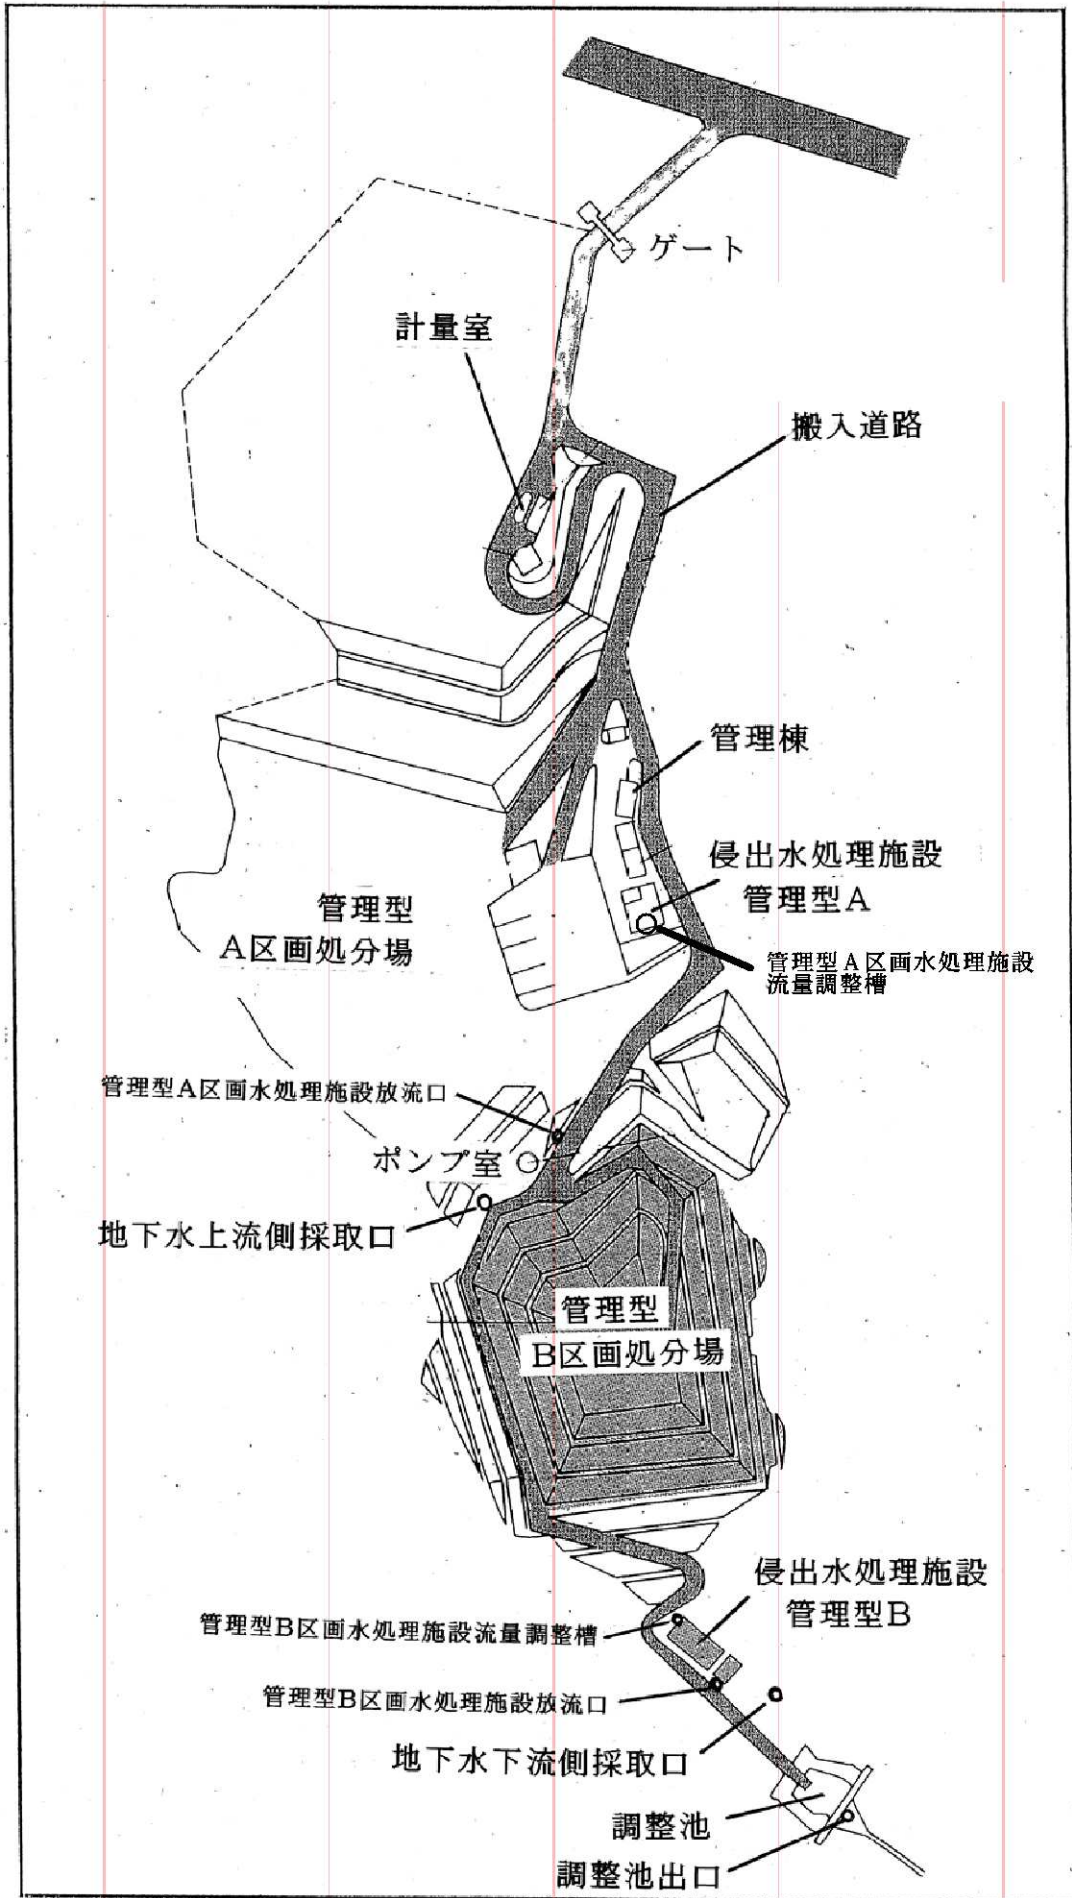 ゲート
計量室
搬入道路
管理棟
侵出水処理施設
管理型A
管理型
A区画処分場
管理型A区画水処理施設
流量調整槽
管理型A区画水処理施設放流口
ポンプ室
地下水上流側採取口
管理型
B区画処分場
侵出水処理施設
管理型B
管理型B区画水処理施設流量調整槽
管理型B区画水処理施設放流口
地下水下流側採取口
調整池
調整池出口